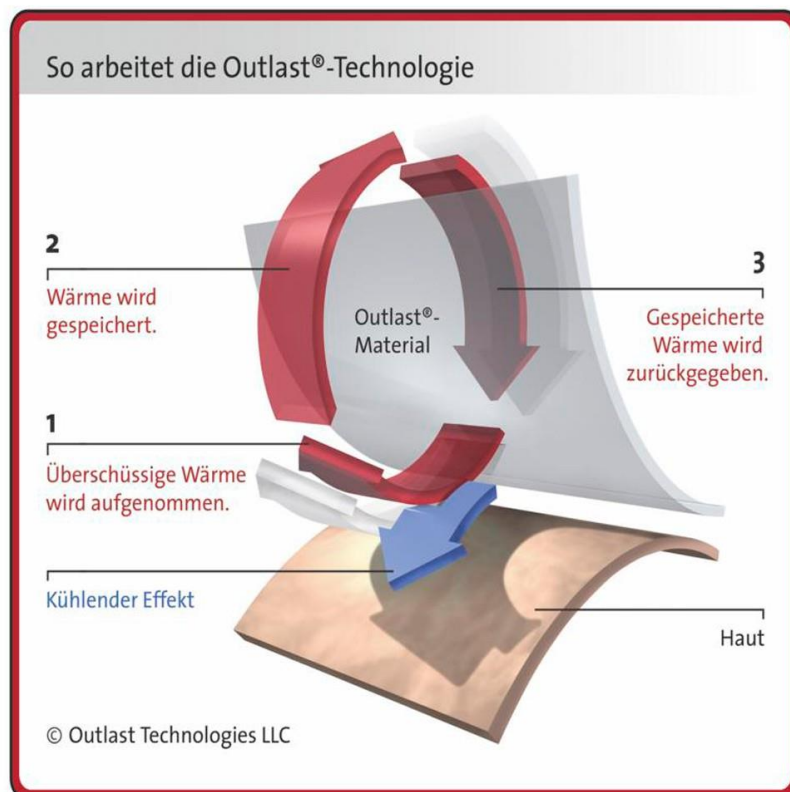 So arbeitet die Outlast®-Technologie
2
Wärme wird
gespeichert.
3
Gespeicherte
Wärme wird
zurückgegeben.
Outlast®-
Material
1
Überschüssige Wärme
wird aufgenommen.
Kühlender Effekt
Haut
© Outlast Technologies LLC